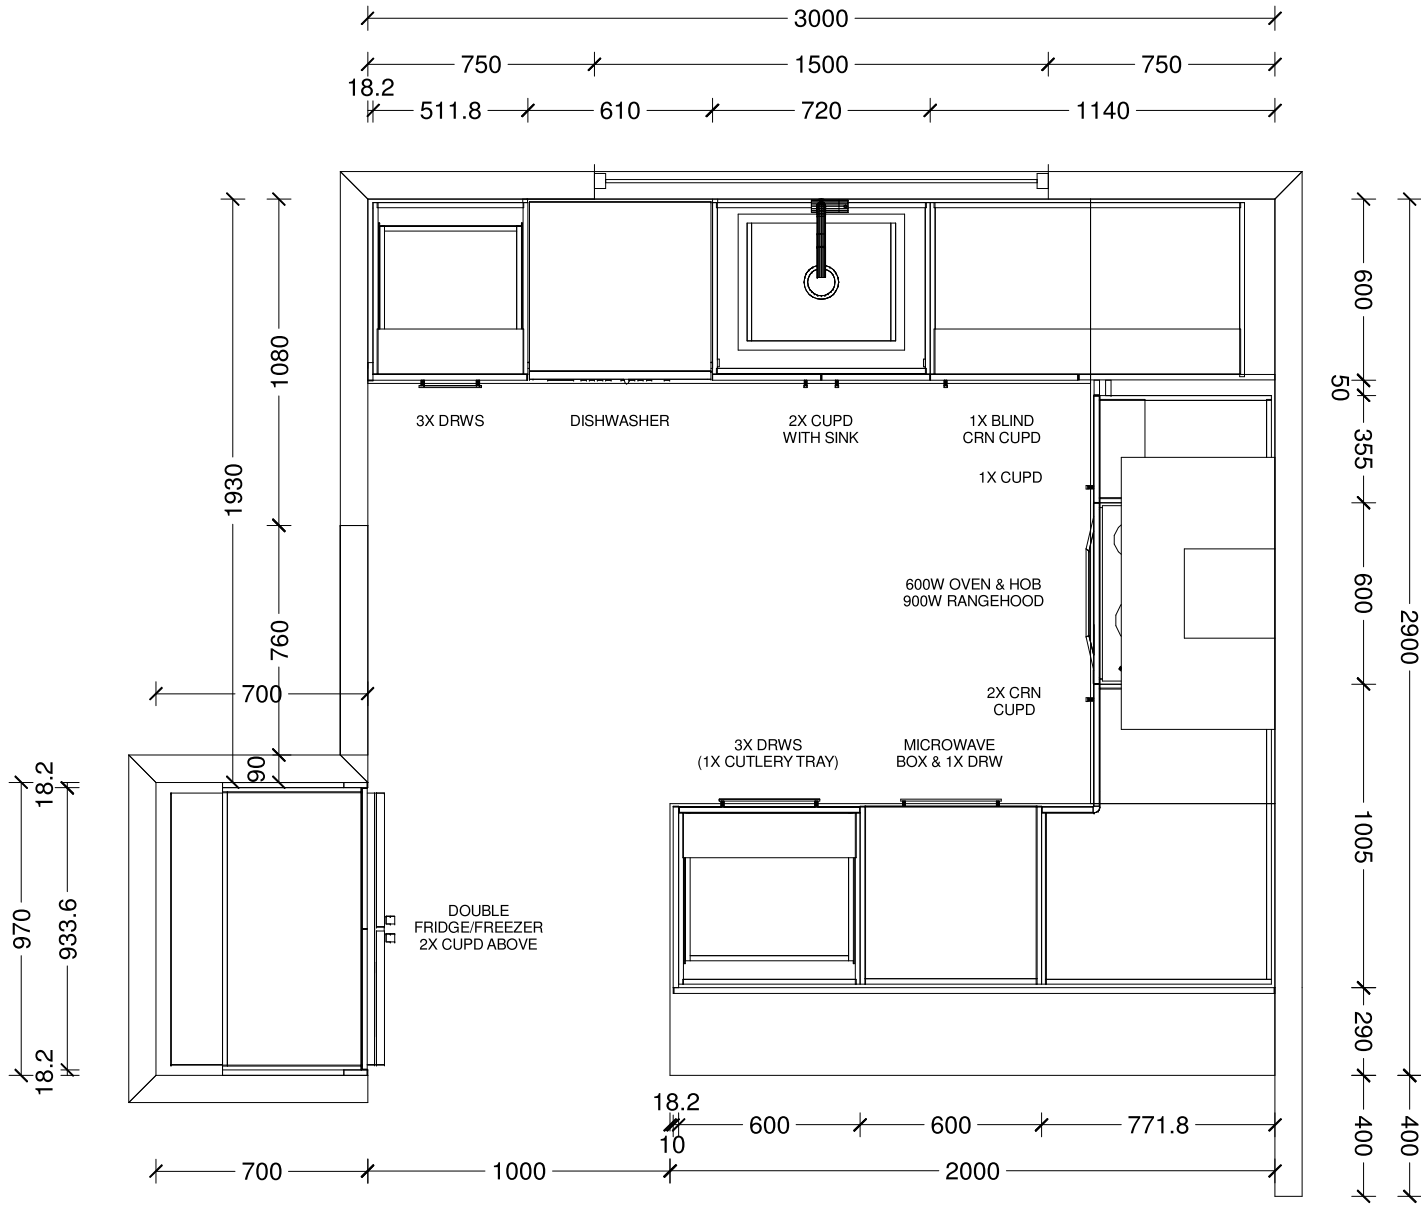 3000
750
1500
750
18.2
511.8
610
720
1140
600
50
355
600
2900
1005
290
400
400
1080
1930
760
700
90
18.2
970
933.6
18.2
3X DRWS
DISHWASHER
2X CUPD
WITH SINK
1X BLIND
CRN CUPD
1X CUPD
600W OVEN & HOB
900W RANGEHOOD
2X CRN
CUPD
3X DRWS
(1X CUTLERY TRAY)
MICROWAVE
BOX & 1X DRW
DOUBLE
FRIDGE/FREEZER
2X CUPD ABOVE
18.2
10
600
600
771.8
700
1000
2000